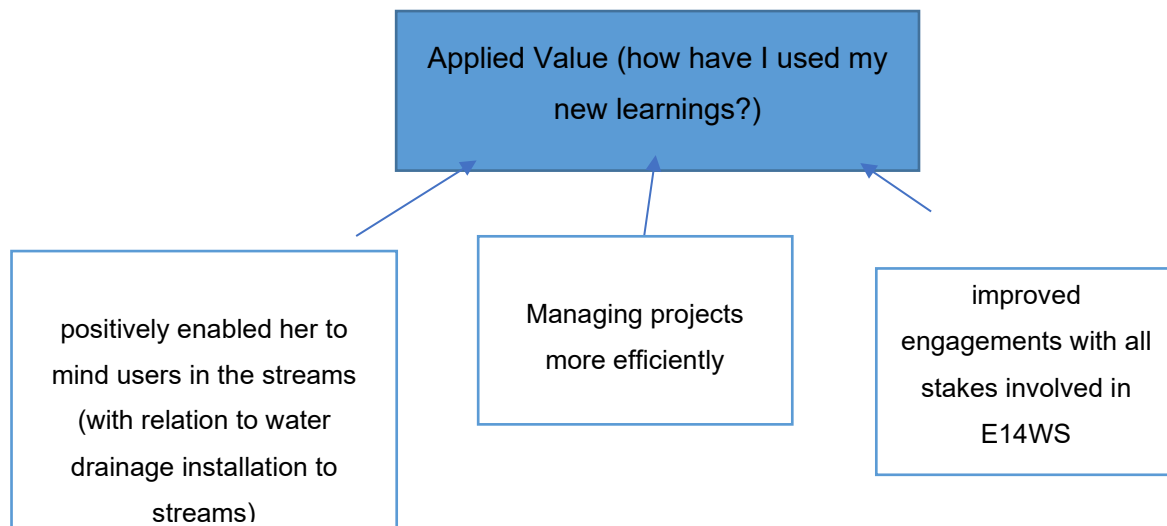 Applied Value (how have I used my
new learnings?)
positively enabled her to
mind users in the streams
(with relation to water
drainage installation to
streams)
Managing projects
more efficiently
improved
engagements with all
stakes involved in
E14WS